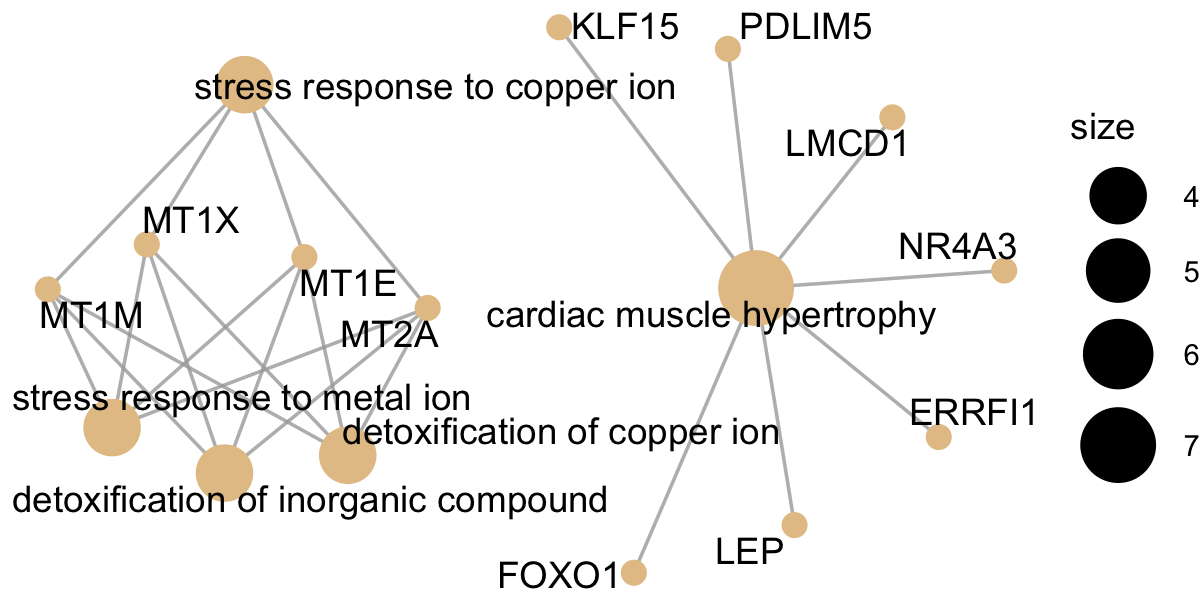 KLF15
PDLIM5
stress response to copper ion
size
LMCD1
4
MT1X
NR4A3
5
MT1E
MT1M
cardiac muscle hypertrophy
MT2A
6
stress response to metal ion
ERRFI1
detoxification of copper ion
7
detoxification of inorganic compound
LEP
FOXO1